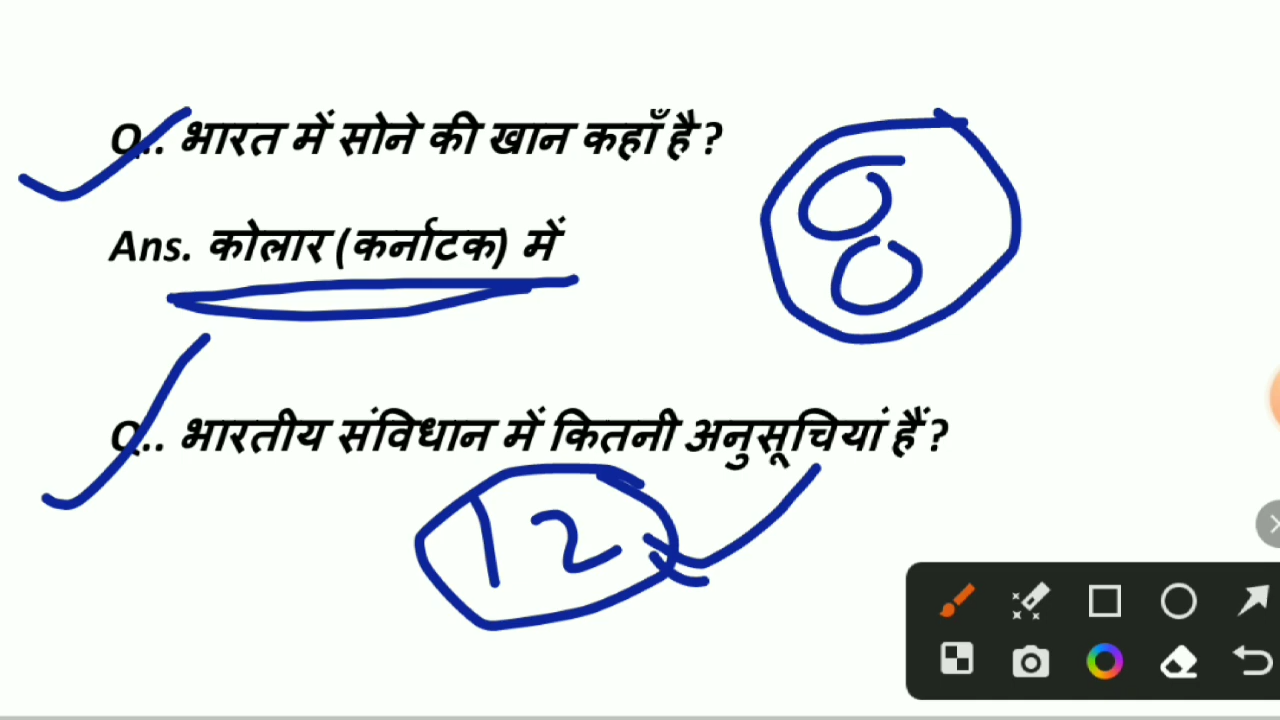 Q.. भारत में सोने की खान कहाँ है ?
Ans. कोलार (कर्नाटक) में
8
Q.. भारतीय संविधान में कितनी अनुसूचियां हैं ?
12